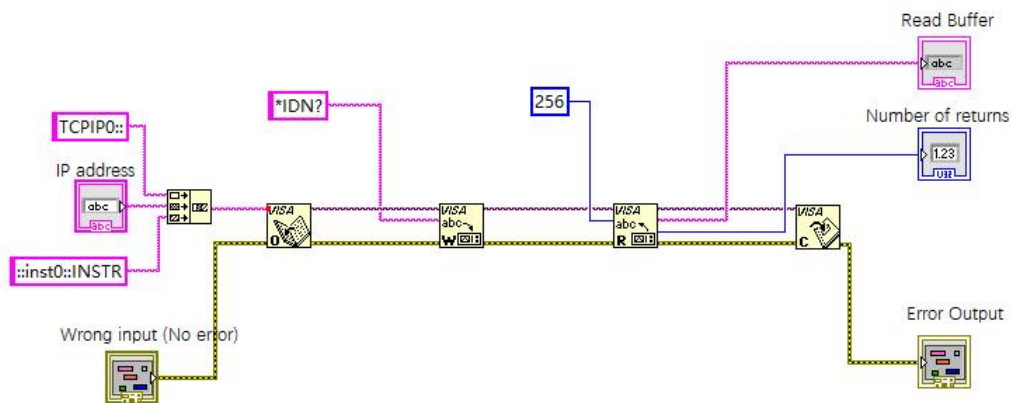 Read Buffer
abc
abc
*IDN?
256
TCPIP0::
Number of returns
1.23
U32
IP address
abc
abc
VISA
O
VISA
abc
W
VISA
abc
R
VISA
C
::inst0::INSTR
Wrong input (No error)
Error Output